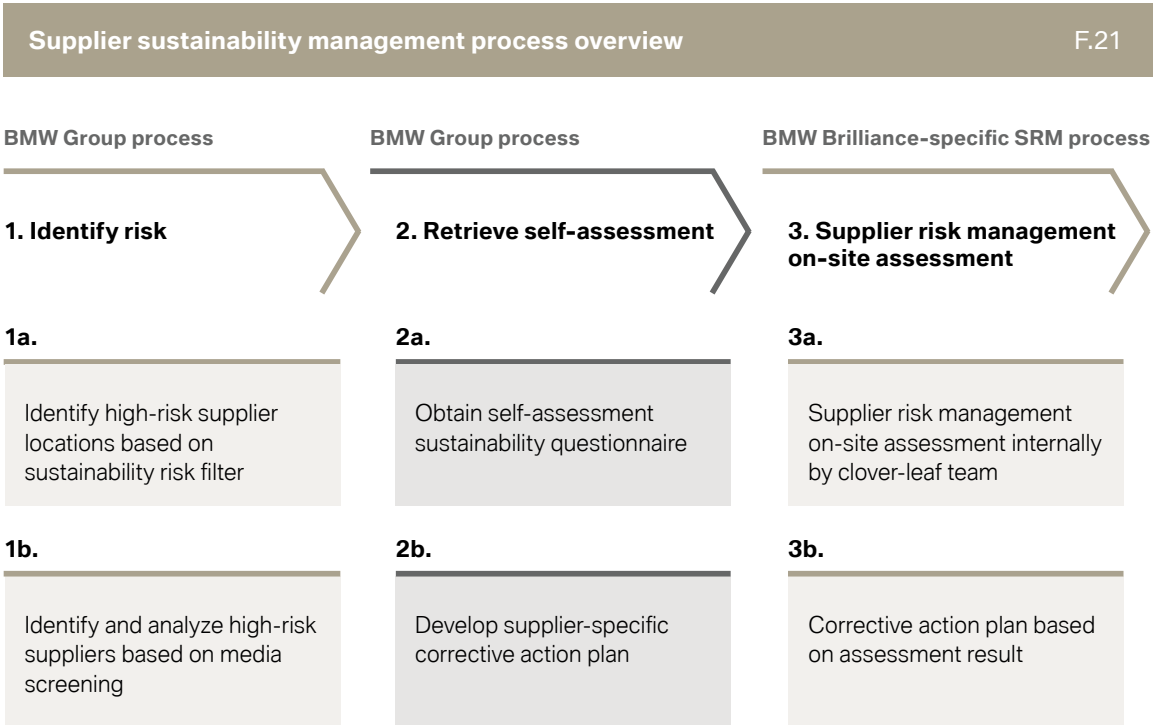 Supplier sustainability management process overview F.21
BMW Group process
1. Identify risk
1a.
Identify high-risk supplier
locations based on
sustainability risk filter
1b.
Identify and analyze high-risk
suppliers based on media
screening
BMW Group process
2. Retrieve self-assessment
2a.
Obtain self-assessment
sustainability questionnaire
2b.
Develop supplier-specific
corrective action plan
BMW Brilliance-specific SRM process
3. Supplier risk management
on-site assessment
3a.
Supplier risk management
on-site assessment internally
by clover-leaf team
3b.
Corrective action plan based
on assessment result